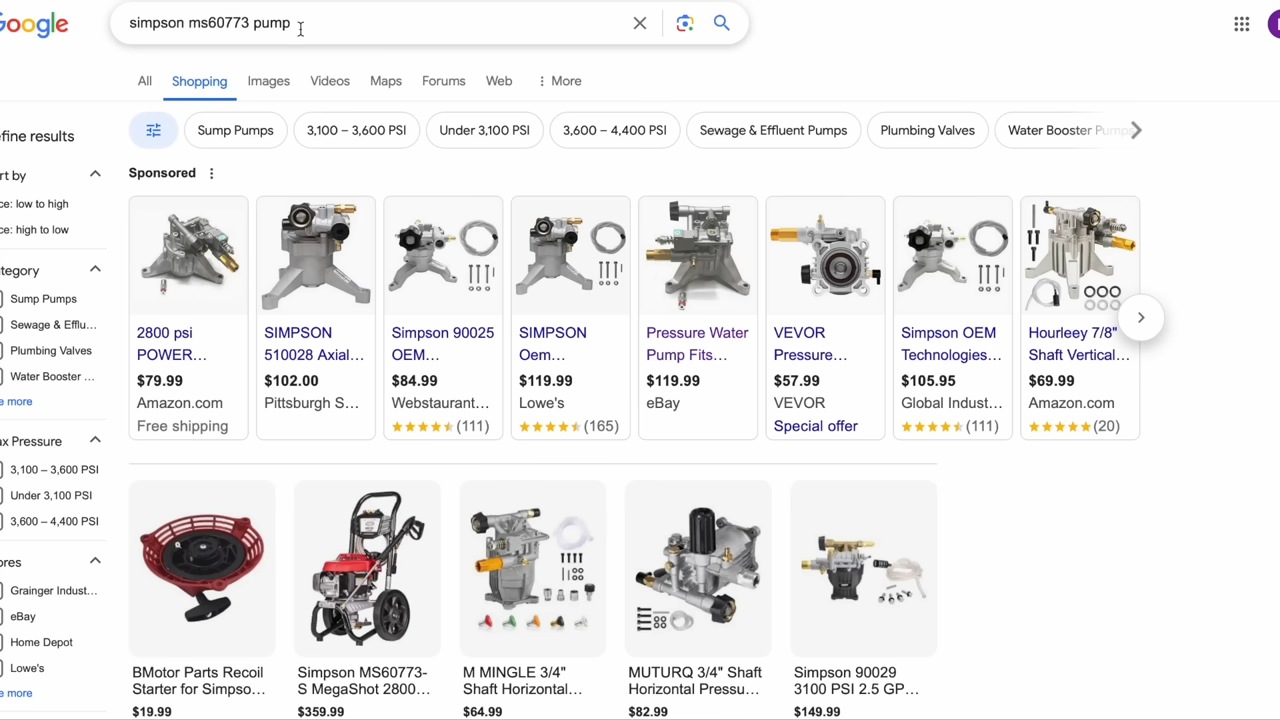 Google
simpson ms60773 pump
All
Shopping
Images
Videos
Maps
Forums
Web
More
Sump Pumps
3,100 – 3,600 PSI
Under 3,100 PSI
3,600 – 4,400 PSI
Sewage & Effluent Pumps
Plumbing Valves
Water Booster Pumps
efine results
rt by
ce: low to high
ce: high to low
tegory
Sump Pumps
Sewage & Efflu...
Plumbing Valves
Water Booster ...
e more
ax Pressure
3,100 – 3,600 PSI
Under 3,100 PSI
3,600 – 4,400 PSI
ores
Grainger Indust...
eBay
Home Depot
Lowe's
e more
Sponsored
2800 psi
POWER...
$79.99
Amazon.com
Free shipping
SIMPSON
510028 Axial...
$102.00
Pittsburgh S...
Simpson 90025
OEM...
$84.99
Webstaurant...
(111)
SIMPSON
Oem...
$119.99
Lowe's
(165)
Pressure Water
Pump Fits...
$119.99
eBay
VEVOR
Pressure...
$57.99
VEVOR
Special offer
Simpson OEM
Technologies...
$105.95
Global Indust...
(111)
Hourleey 7/8"
Shaft Vertical...
$69.99
Amazon.com
(20)
BMotor Parts Recoil
Starter for Simpso...
$19.99
Simpson MS60773-
S MegaShot 2800...
$359.99
M MINGLE 3/4"
Shaft Horizontal...
$64.99
MUTURQ 3/4" Shaft
Horizontal Pressu...
$82.99
Simpson 90029
3100 PSI 2.5 GP...
$149.99